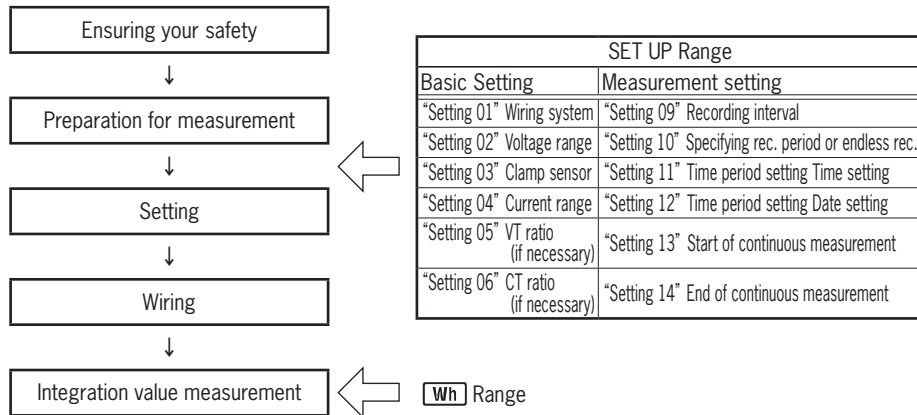 Ensuring your safety
↓
Preparation for measurement
↓
Setting
↓
Wiring
↓
Integration value measurement
SET UP Range
Basic Setting Measurement setting
“Setting 01” Wiring system “Setting 09” Recording interval
“Setting 02” Voltage range “Setting 10” Specifying rec. period or endless rec.
“Setting 03” Clamp sensor “Setting 11” Time period setting Time setting
“Setting 04” Current range “Setting 12” Time period setting Date setting
“Setting 05” VT ratio
(if necessary) “Setting 13” Start of continuous measurement
“Setting 06” CT ratio
(if necessary) “Setting 14” End of continuous measurement
Wh Range